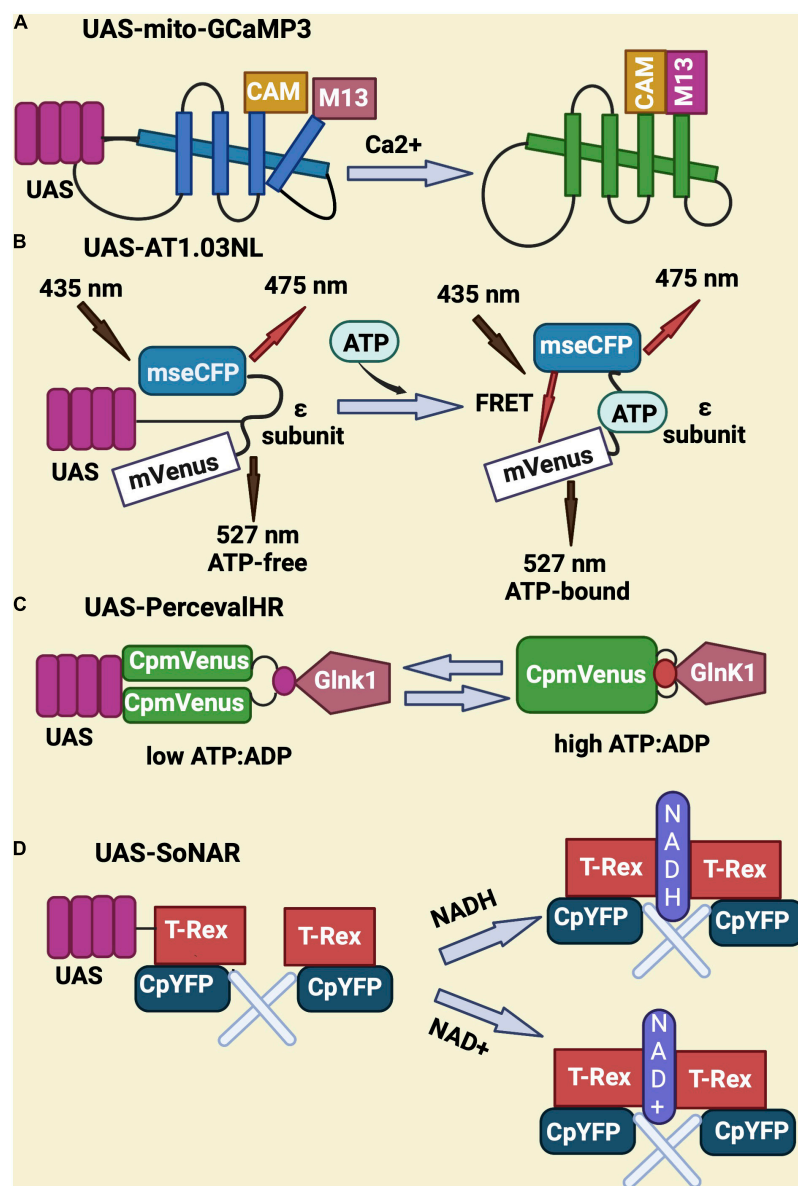 A
UAS-mito-GCaMP3
CAM
M13
UAS
Ca2+
CAM
M13
B
UAS-AT1.03NL
435 nm
475 nm
mseCFP
UAS
ε
subunit
mVenus
527 nm
ATP-free
ATP
435 nm
475 nm
mseCFP
FRET
ATP
ε
subunit
mVenus
527 nm
ATP-bound
C
UAS-PercevalHR
CpmVenus
CpmVenus
Glnk1
UAS
low ATP:ADP
CpmVenus
GlnK1
high ATP:ADP
D
UAS-SoNAR
UAS
T-Rex
T-Rex
CpYFP
CpYFP
NADH
NAD+
T-Rex
NADH
T-Rex
CpYFP
CpYFP
T-Rex
NAD+
T-Rex
CpYFP
CpYFP